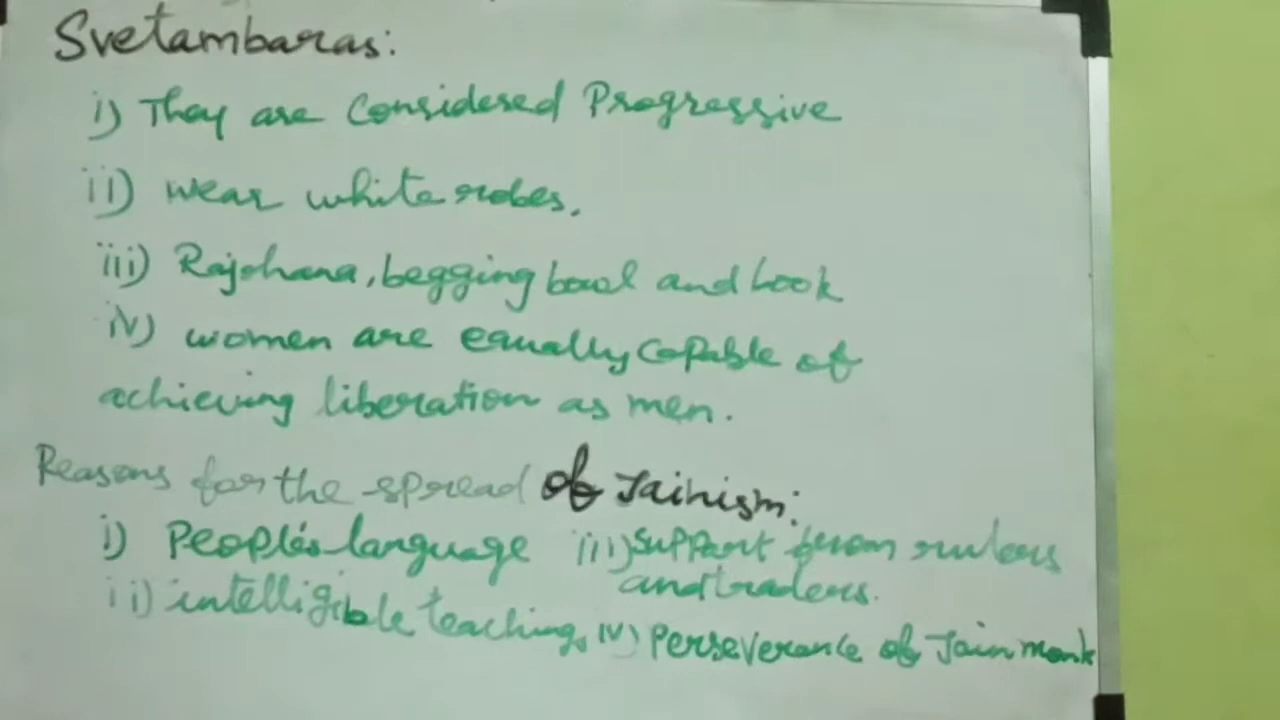 Svetambaras:
i) They are Considered Progressive
ii) wear white robes.
iii) Rajohana, begging bowl and book
iv) women are equally capable of
achieving liberation as men.
Reasons for the spread of Jainism:
i) People's language iii) support from rulers
and traders.
ii) intelligible teaching, iv) Perseverance of Jain monk